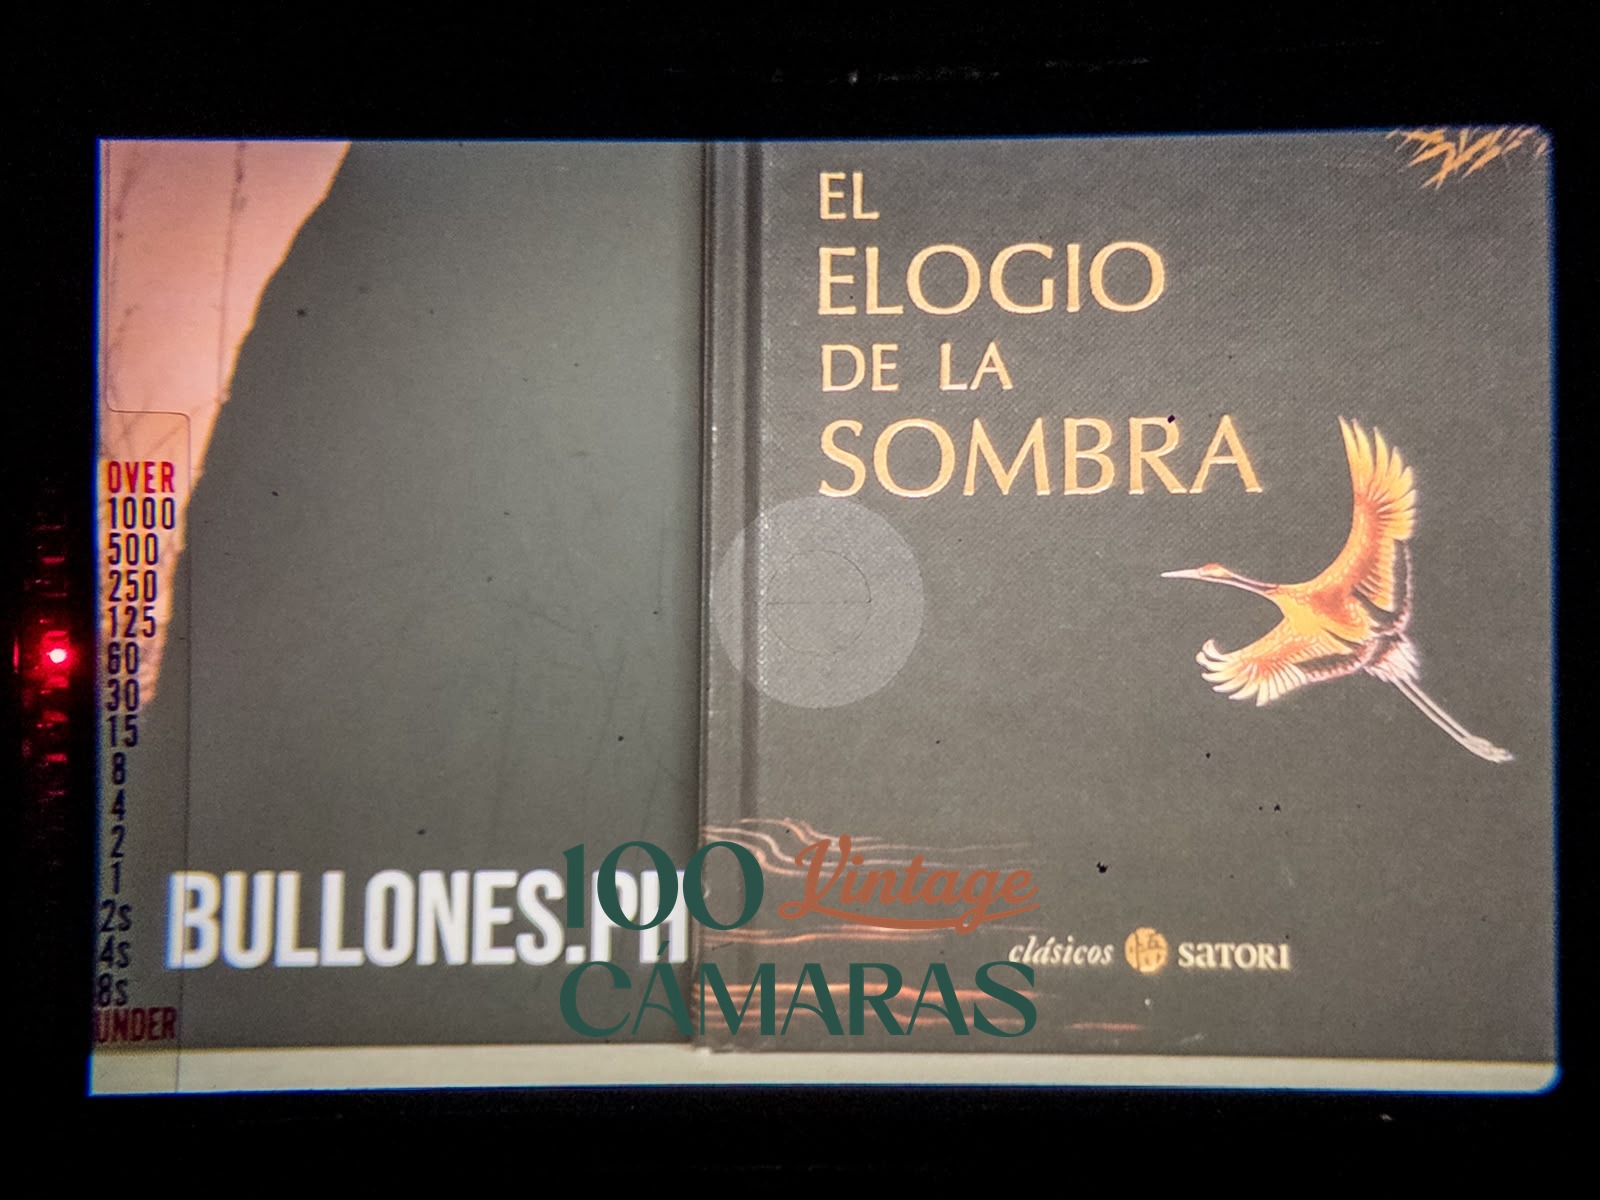 EL
ELOGIO
DE LA
SOMBRA
OVER
1000
500
250
125
60
30
15
8
4
2
1
2s
4s
8s
UNDER
BULLONES.PH
100 Vintage
CÁMARAS
clásicos SATORI